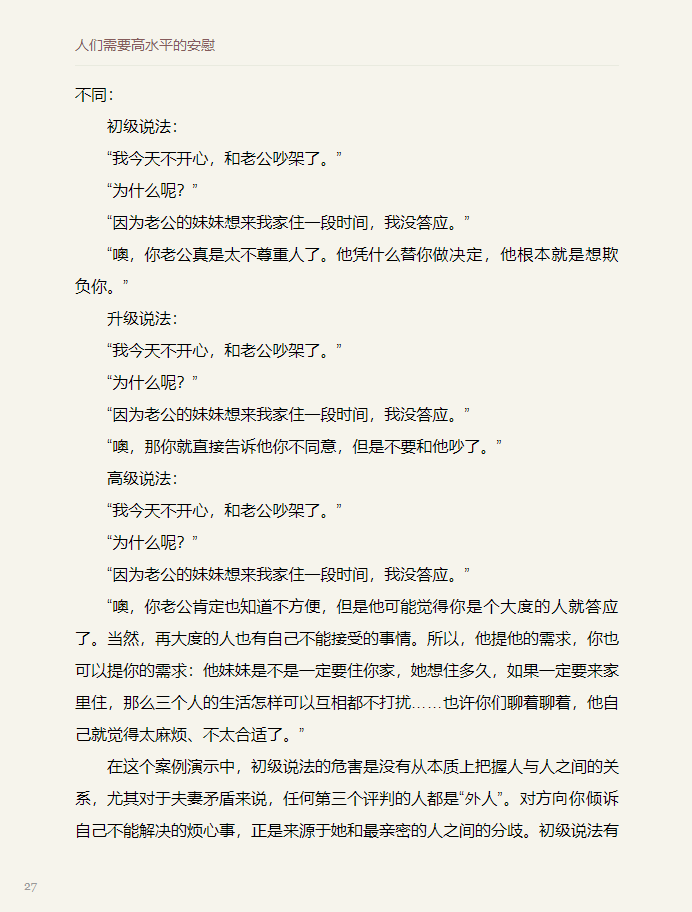 人们需要高水平的安慰
不同：
初级说法：
“我今天不开心，和老公吵架了。”
“为什么呢？”
“因为老公的妹妹想来我家住一段时间，我没答应。”
“噢，你老公真是太不尊重人了。他凭什么替你做决定，他根本就是想欺
负你。”
升级说法：
“我今天不开心，和老公吵架了。”
“为什么呢？”
“因为老公的妹妹想来我家住一段时间，我没答应。”
“噢，那你就直接告诉他你不同意，但是不要和他吵了。”
高级说法：
“我今天不开心，和老公吵架了。”
“为什么呢？”
“因为老公的妹妹想来我家住一段时间，我没答应。”
“噢，你老公肯定也知道不方便，但是他可能觉得你是个大度的人就答应
了。当然，再大度的人也有自己不能接受的事情。所以，他提他的需求，你也
可以提你的需求：他妹妹是不是一定要住你家，她想住多久，如果一定要来家
里住，那么三个人的生活怎样可以互相都不打扰……也许你们聊着聊着，他自
己就觉得太麻烦、不太合适了。”
在这个案例演示中，初级说法的危害是没有从本质上把握人与人之间的关
系，尤其对于夫妻矛盾来说，任何第三个评判的人都是“外人”。对方向你倾诉
自己不能解决的烦心事，正是来源于她和最亲密的人之间的分歧。初级说法有
27